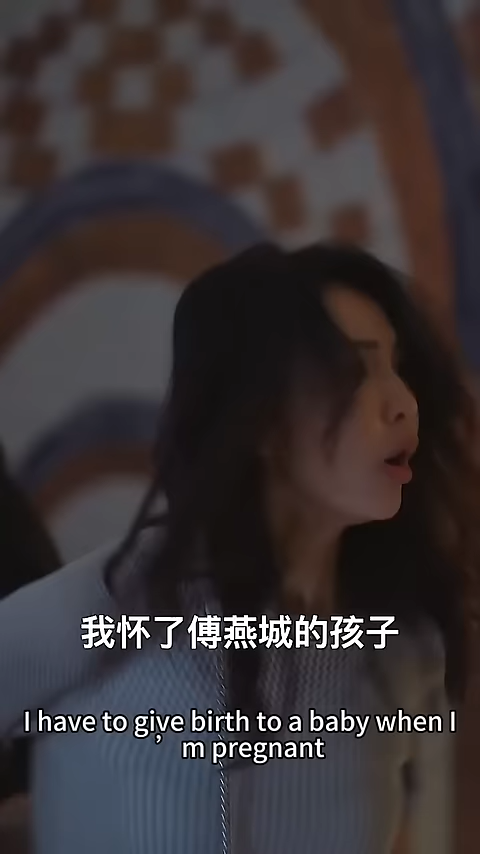 我怀了傅燕城的孩子
I have to give birth to a baby when I
’m pregnant